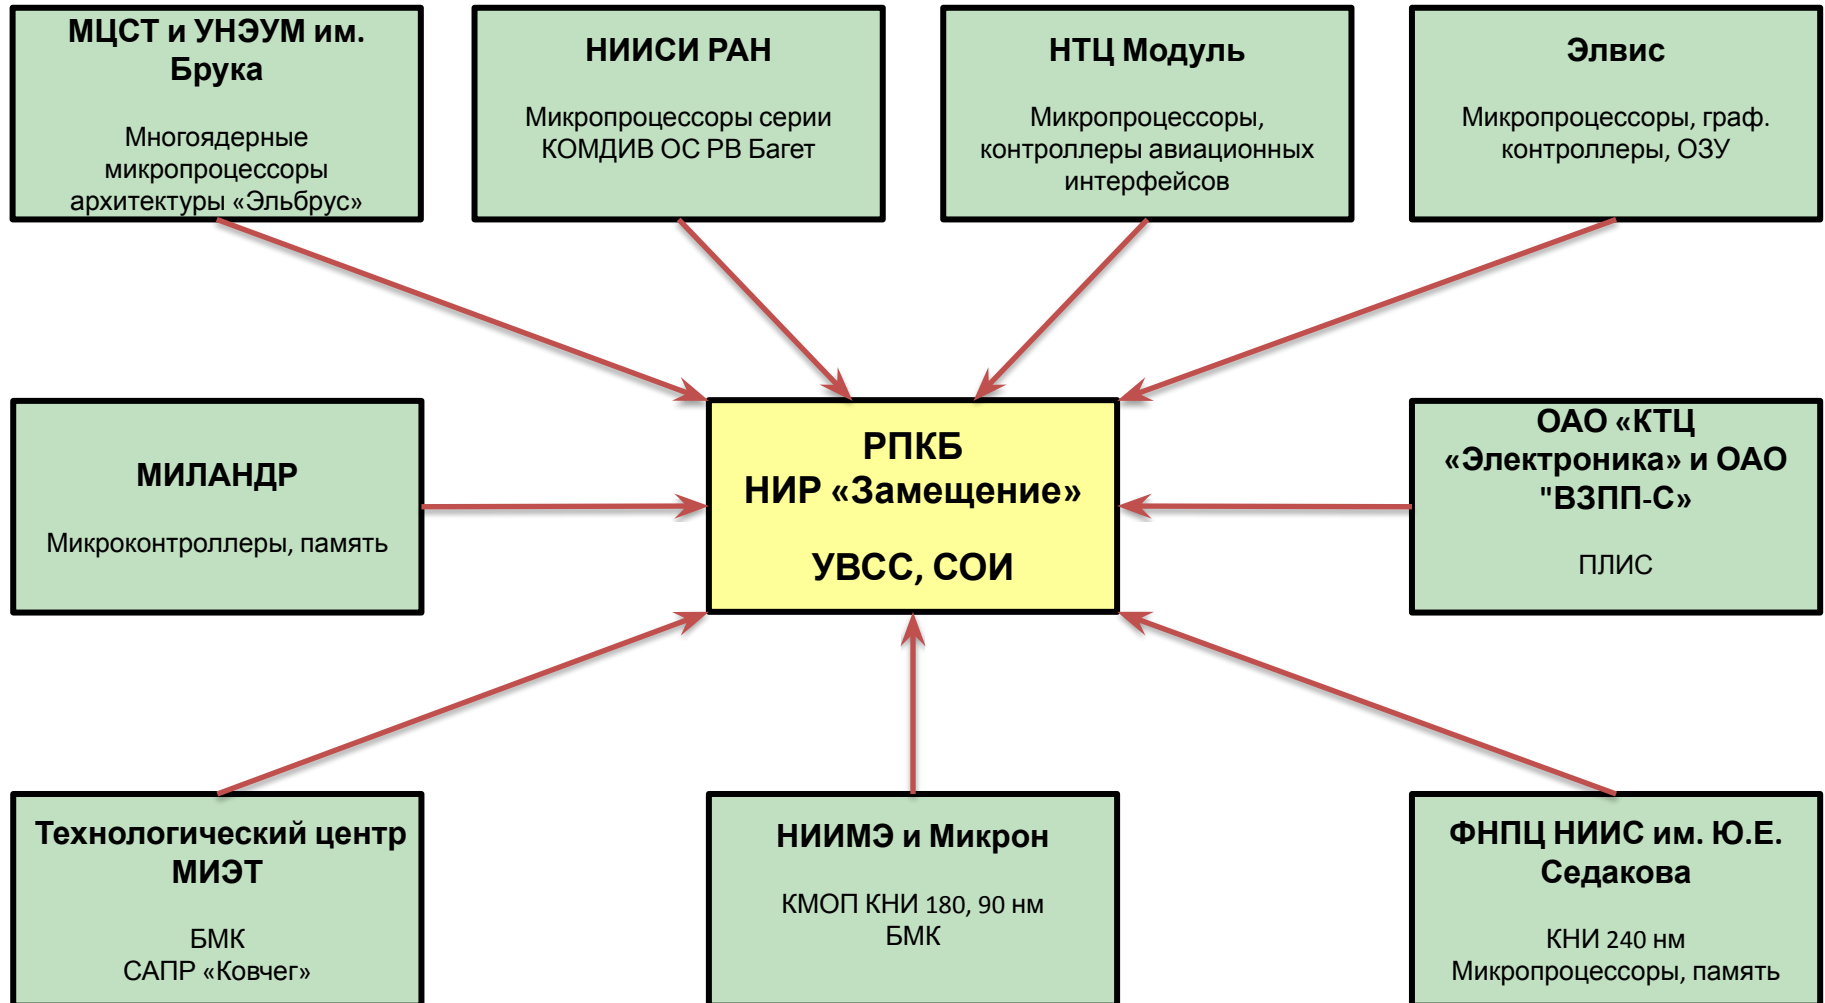 МЦСТ и УНЭУМ им.
Брука
Многоядерные
микропроцессоры
архитектуры «Эльбрус»
НИИСИ РАН
Микропроцессоры серии
КОМДИВ ОС РВ Багет
НТЦ Модуль
Микропроцессоры,
контроллеры авиационных
интерфейсов
Элвис
Микропроцессоры, граф.
контроллеры, ОЗУ
МИЛАНДР
Микроконтроллеры, память
РПКБ
НИР «Замещение»
УВСС, СОИ
ОАО «КТЦ
«Электроника» и ОАО
"ВЗПП-С»
ПЛИС
Технологический центр
МИЭТ
БМК
САПР «Ковчег»
НИИМЭ и Микрон
КМОП КНИ 180, 90 нм
БМК
ФНПЦ НИИС им. Ю.Е.
Седакова
КНИ 240 нм
Микропроцессоры, память